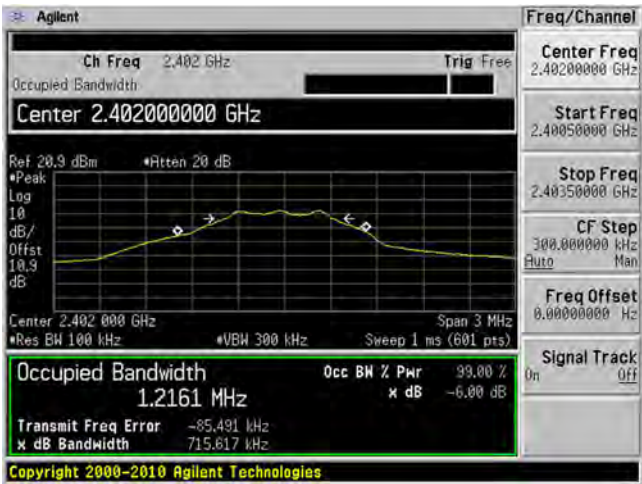 Agilent
Freq/Channel
Ch Freq 2.402 GHz Trig Free
Occupied Bandwidth
Center 2.402000000 GHz
Ref 20.9 dBm •Atten 20 dB
•Peak
Log
10
dB/
Offst
10.9
dB
Center 2.402 000 GHz Span 3 MHz
•Res BW 100 kHz •VBW 300 kHz Sweep 1 ms (601 pts)
Occupied Bandwidth Occ BW % Pwr 99.00 %
1.2161 MHz x dB -6.00 dB
Transmit Freq Error -85.491 kHz
x dB Bandwidth 715.617 kHz
Copyright 2000-2010 Agilent Technologies
Center Freq
2.40200000 GHz
Start Freq
2.40050000 GHz
Stop Freq
2.40350000 GHz
CF Step
300.000000 kHz
Auto Man
Freq Offset
0.00000000 Hz
Signal Track
On Off